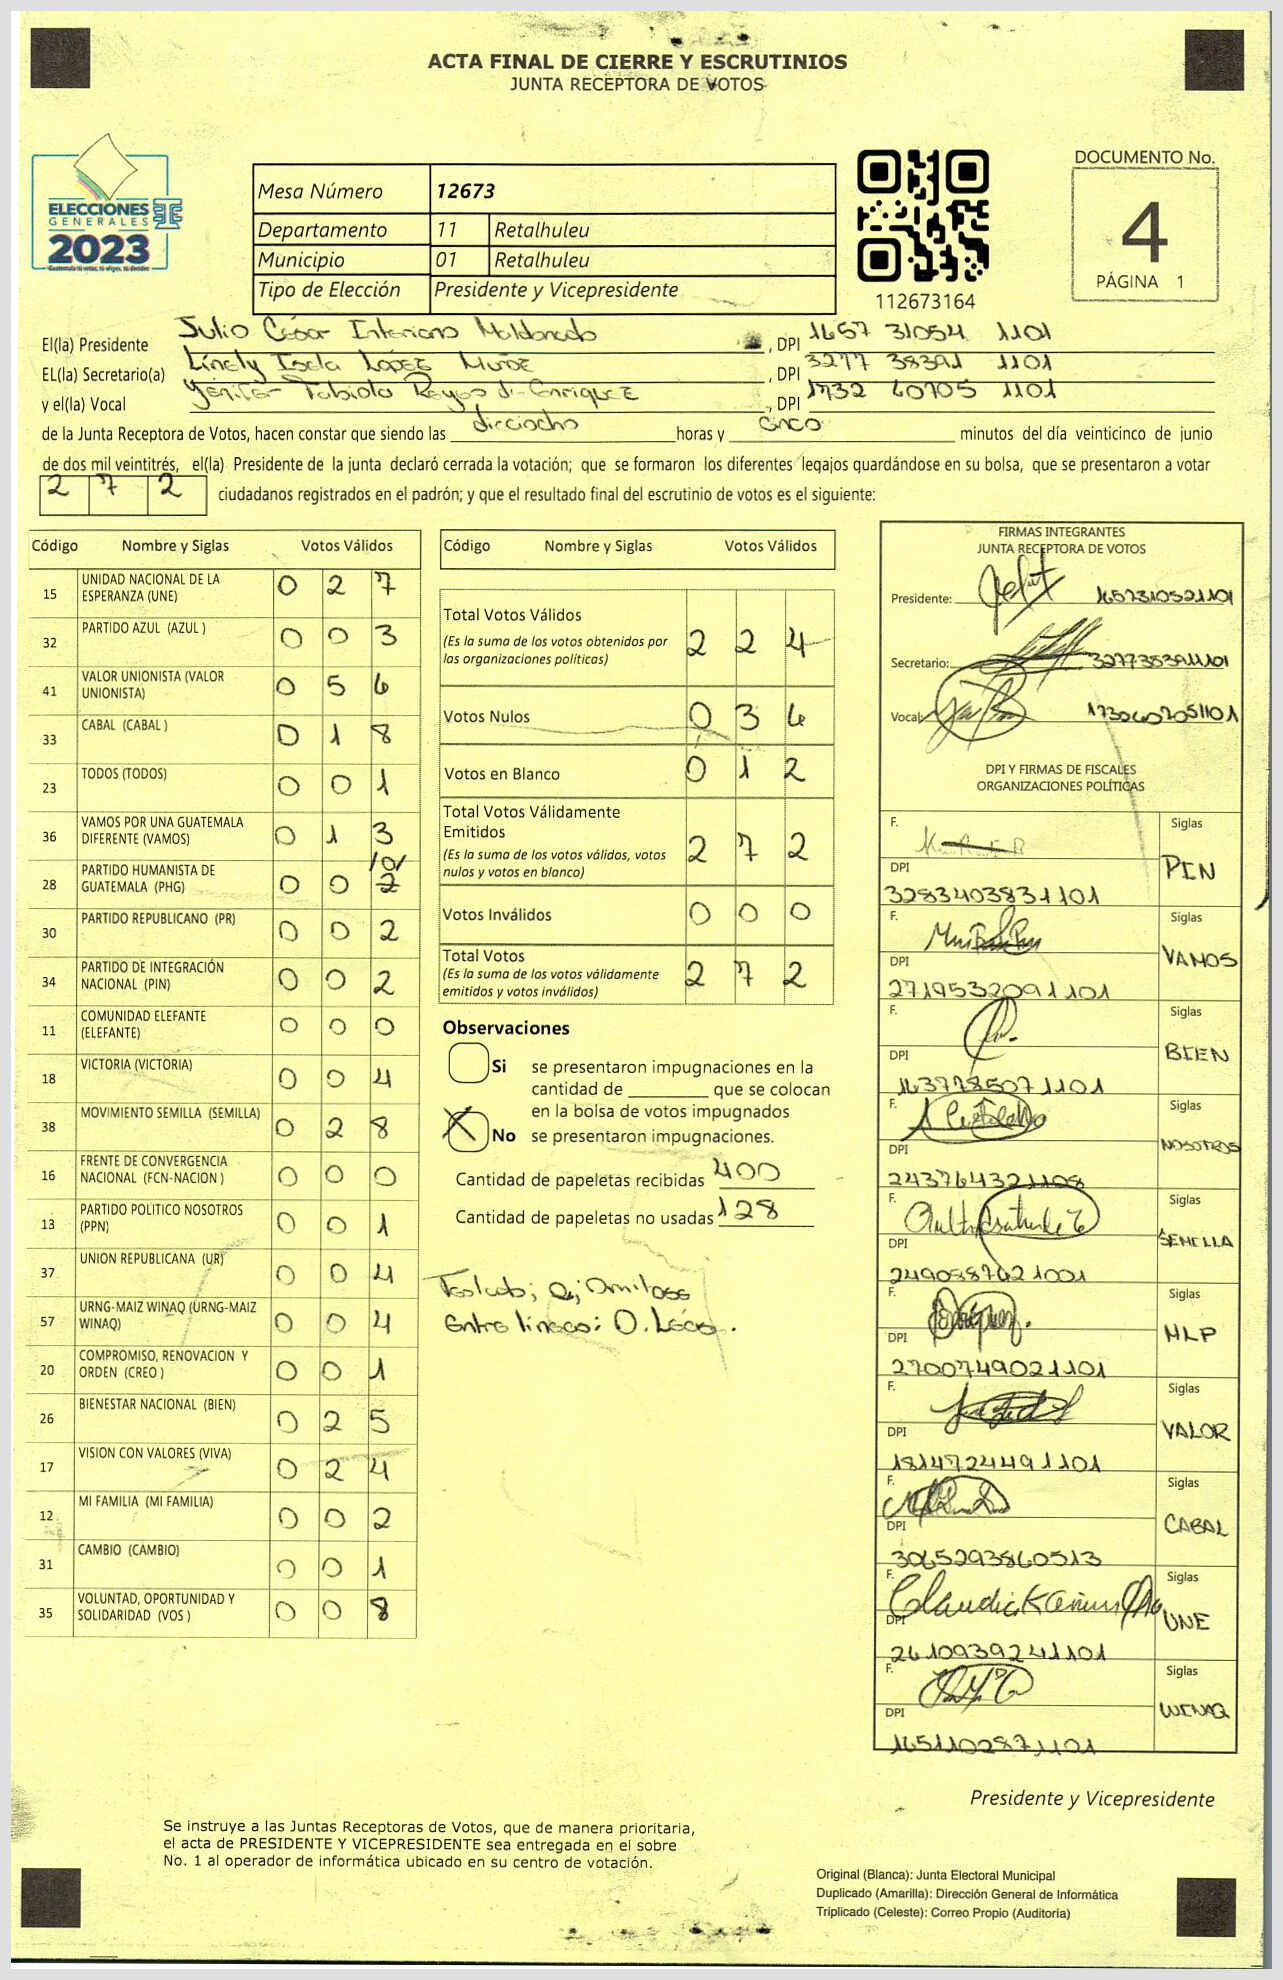 ACTA FINAL DE CIERRE Y ESCRUTINIOS
JUNTA RECEPTORA DE VOTOS
ELECCIONES
GENERALES
2023
Mesa Número 12673
Departamento 11 Retalhuleu
Municipio 01 Retalhuleu
Tipo de Elección Presidente y Vicepresidente
112673164
DOCUMENTO No.
4
PÁGINA 1
El(la) Presidente Julio César Interiano Maldonado, DPI 1657 31054 1101
EL(la) Secretario(a) López, DPI 3277 38391 1101
y el(la) Vocal Reyes, DPI 1732 60705 1101
de la Junta Receptora de Votos, hacen constar que siendo las dieciocho horas y cinco minutos del día veinticinco de junio
de dos mil veintitrés, el(la) Presidente de la junta declaró cerrada la votación; que se formaron los diferentes legajos guardándose en su bolsa, que se presentaron a votar
2 7 2 ciudadanos registrados en el padrón; y que el resultado final del escrutinio de votos es el siguiente:
Código Nombre y Siglas Votos Válidos
15 UNIDAD NACIONAL DE LA ESPERANZA (UNE) 0 2 7
32 PARTIDO AZUL (AZUL ) 0 0 3
41 VALOR UNIONISTA (VALOR UNIONISTA) 0 5 6
33 CABAL (CABAL ) 0 1 8
23 TODOS (TODOS) 0 0 1
36 VAMOS POR UNA GUATEMALA DIFERENTE (VAMOS) 0 1 3
28 PARTIDO HUMANISTA DE GUATEMALA (PHG) 0 0 2 /0/
30 PARTIDO REPUBLICANO (PR) 0 0 2
34 PARTIDO DE INTEGRACIÓN NACIONAL (PIN) 0 0 2
11 COMUNIDAD ELEFANTE (ELEFANTE) 0 0 0
18 VICTORIA (VICTORIA) 0 0 4
38 MOVIMIENTO SEMILLA (SEMILLA) 0 2 8
16 FRENTE DE CONVERGENCIA NACIONAL (FCN-NACION ) 0 0 0
13 PARTIDO POLITICO NOSOTROS (PPN) 0 0 1
37 UNION REPUBLICANA (UR) 0 0 4
57 URNG-MAIZ WINAQ (URNG-MAIZ WINAQ) 0 0 4
20 COMPROMISO, RENOVACION Y ORDEN (CREO ) 0 0 1
26 BIENESTAR NACIONAL (BIEN) 0 2 5
17 VISION CON VALORES (VIVA) 0 2 4
12 MI FAMILIA (MI FAMILIA) 0 0 2
31 CAMBIO (CAMBIO) 0 0 1
35 VOLUNTAD, OPORTUNIDAD Y SOLIDARIDAD (VOS ) 0 0 8
Código Nombre y Siglas Votos Válidos
Total Votos Válidos 2 2 4
(Es la suma de los votos obtenidos por
las organizaciones políticas)
Votos Nulos 0 3 6
Votos en Blanco 0 1 2
Total Votos Válidamente
Emitidos 2 7 2
(Es la suma de los votos válidos, votos
nulos y votos en blanco)
Votos Inválidos 0 0 0
Total Votos 2 7 2
(Es la suma de los votos válidamente
emitidos y votos inválidos)
Observaciones
Si se presentaron impugnaciones en la
cantidad de ________ que se colocan
en la bolsa de votos impugnados
No se presentaron impugnaciones.
Cantidad de papeletas recibidas 400
Cantidad de papeletas no usadas 128
Entre lineas: 0.
FIRMAS INTEGRANTES
JUNTA RECEPTORA DE VOTOS
Presidente:
Secretario:
Vocal:
DPI Y FIRMAS DE FISCALES
ORGANIZACIONES POLÍTICAS
F. Siglas
DPI PIN
3283403831101
F. Siglas
DPI VAMOS
2719532091101
F. Siglas
DPI BIEN
1637785071101
F. Siglas
DPI NOSOTROS
243764321108
F. Siglas
DPI SEMILLA
F. Siglas
DPI MLP
2700749021101
F. Siglas
DPI VALOR
1814724491101
F. Siglas
DPI CABAL
3065293860513
F. Claudia Siglas
DPI UNE
2610939241101
F. Siglas
DPI WINAQ
1651102871101
Presidente y Vicepresidente
Se instruye a las Juntas Receptoras de Votos, que de manera prioritaria,
el acta de PRESIDENTE Y VICEPRESIDENTE sea entregada en el sobre
No. 1 al operador de informática ubicado en su centro de votación.
Original (Blanca): Junta Electoral Municipal
Duplicado (Amarilla): Dirección General de Informática
Triplicado (Celeste): Correo Propio (Auditoría)